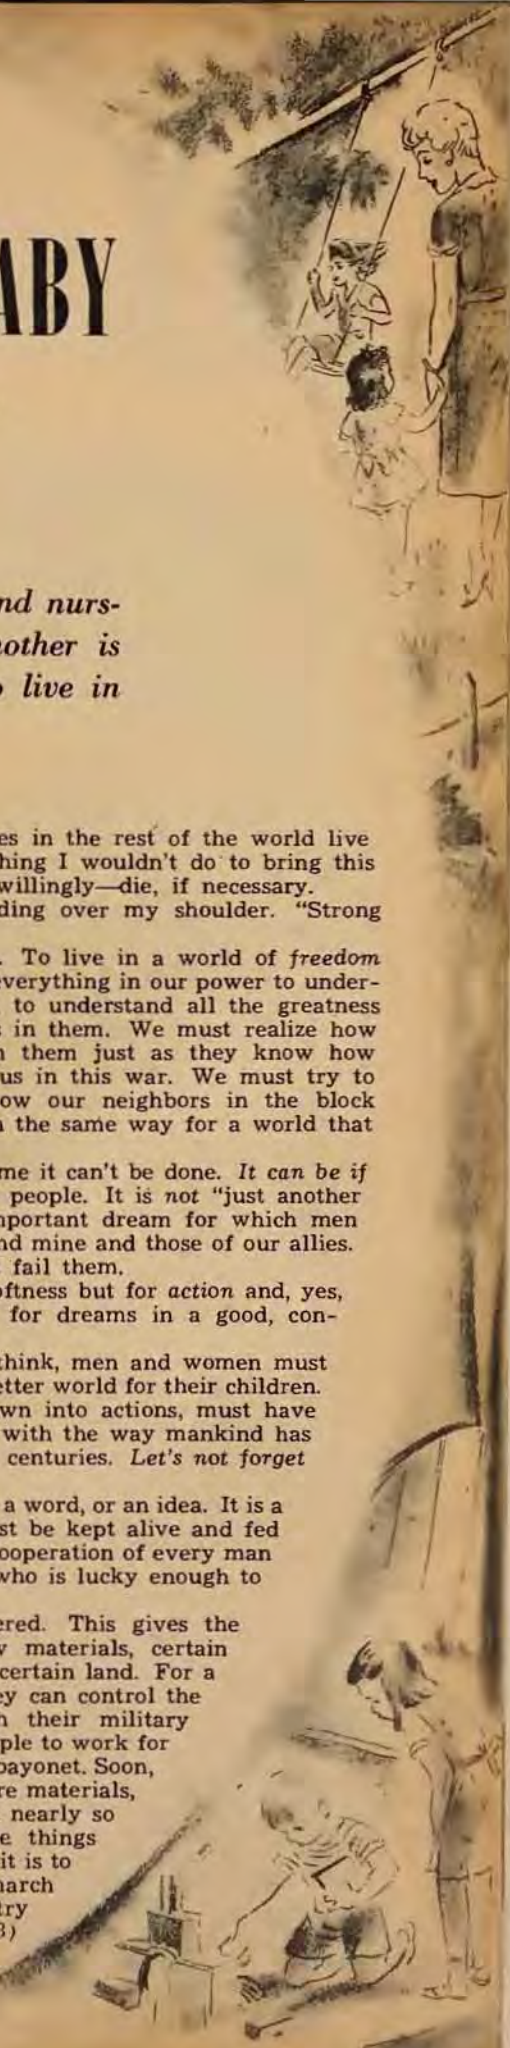 ABY
nd nurs-
other is
live in
es in the rest of the world live
hing I wouldn't do to bring this
willingly—die, if necessary.
ding over my shoulder. "Strong
. To live in a world of freedom
everything in our power to under-
to understand all the greatness
in them. We must realize how
them just as they know how
us in this war. We must try to
ow our neighbors in the block
the same way for a world that
me it can't be done. It can be if
people. It is not "just another
mportant dream for which men
nd mine and those of our allies.
fail them.
oftness but for action and, yes,
for dreams in a good, con-
think, men and women must
etter world for their children.
wn into actions, must have
with the way mankind has
centuries. Let's not forget
a word, or an idea. It is a
st be kept alive and fed
ooperation of every man
who is lucky enough to
ered. This gives the
materials, certain
certain land. For a
ey can control the
their military
ple to work for
bayonet. Soon,
re materials,
nearly so
e things
it is to
march
try
3)